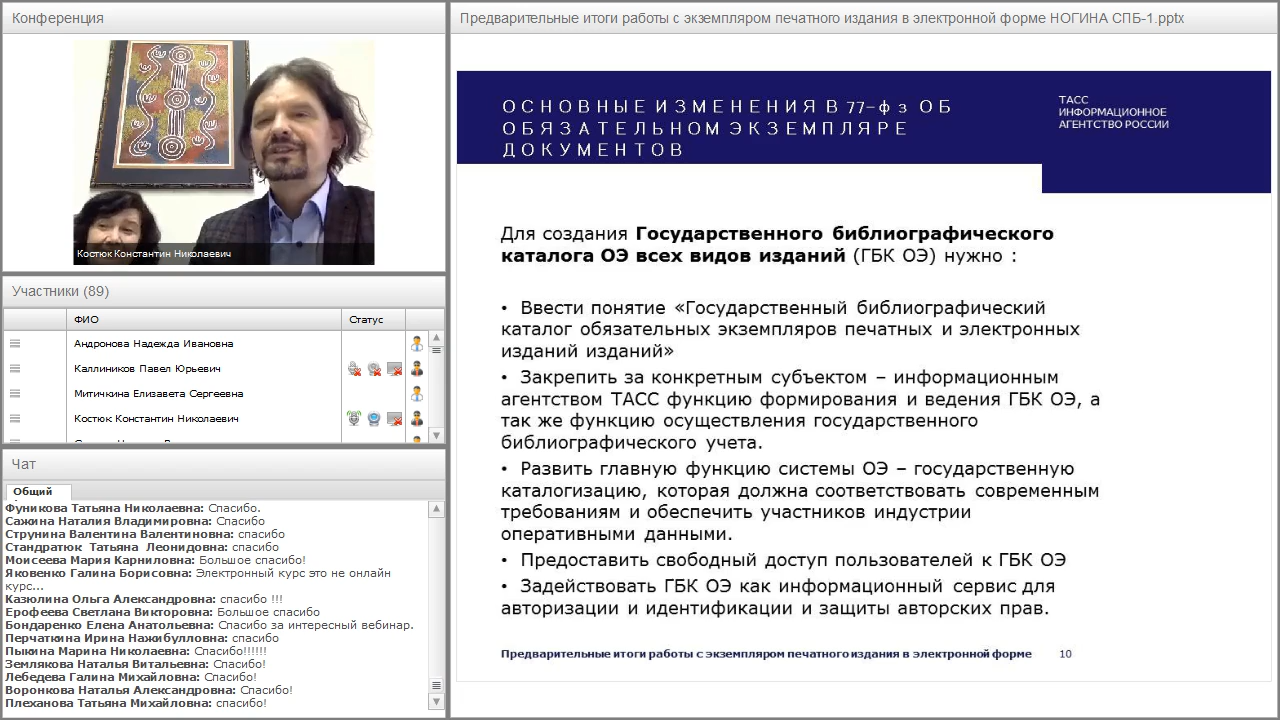 Конференция
Костюк Константин Николаевич
Участники (89)
ФИО
Статус
Андронова Надежда Ивановна
Каллиников Павел Юрьевич
Митичкина Елизавета Сергеевна
Костюк Константин Николаевич
Чат
Общий
Фуникова Татьяна Николаевна: Спасибо.
Сажина Наталия Владимировна: Спасибо
Струнина Валентина Валентиновна: спасибо
Стандратюк Татьяна Леонидовна: спасибо
Моисеева Мария Карниловна: Большое спасибо!
Яковенко Галина Борисовна: Электронный курс это не онлайн
курс...
Казюлина Ольга Александровна: спасибо !!!
Ерофеева Светлана Викторовна: Большое спасибо
Бондаренко Елена Анатольевна: Спасибо за интересный вебинар.
Перчаткина Ирина Нажибулловна: спасибо
Пыкина Марина Николаевна: Спасибо!!!!!!
Землякова Наталья Витальевна: Спасибо!
Лебедева Галина Михайловна: Спасибо!
Воронкова Наталья Александровна: Спасибо!
Плеханова Татьяна Михайловна: спасибо!
Предварительные итоги работы с экземпляром печатного издания в электронной форме НОГИНА СПБ-1.pptx
ОСНОВНЫЕ ИЗМЕНЕНИЯ В 77-ф з ОБ
ОБЯЗАТЕЛЬНОМ ЭКЗЕМПЛЯРЕ
ДОКУМЕНТОВ
ТАСС
ИНФОРМАЦИОННОЕ
АГЕНТСТВО РОССИИ
Для создания Государственного библиографического
каталога ОЭ всех видов изданий (ГБК ОЭ) нужно :
• Ввести понятие «Государственный библиографический
каталог обязательных экземпляров печатных и электронных
изданий изданий»
• Закрепить за конкретным субъектом – информационным
агентством ТАСС функцию формирования и ведения ГБК ОЭ, а
так же функцию осуществления государственного
библиографического учета.
• Развить главную функцию системы ОЭ – государственную
каталогизацию, которая должна соответствовать современным
требованиям и обеспечить участников индустрии
оперативными данными.
• Предоставить свободный доступ пользователей к ГБК ОЭ
• Задействовать ГБК ОЭ как информационный сервис для
авторизации и идентификации и защиты авторских прав.
Предварительные итоги работы с экземпляром печатного издания в электронной форме 10